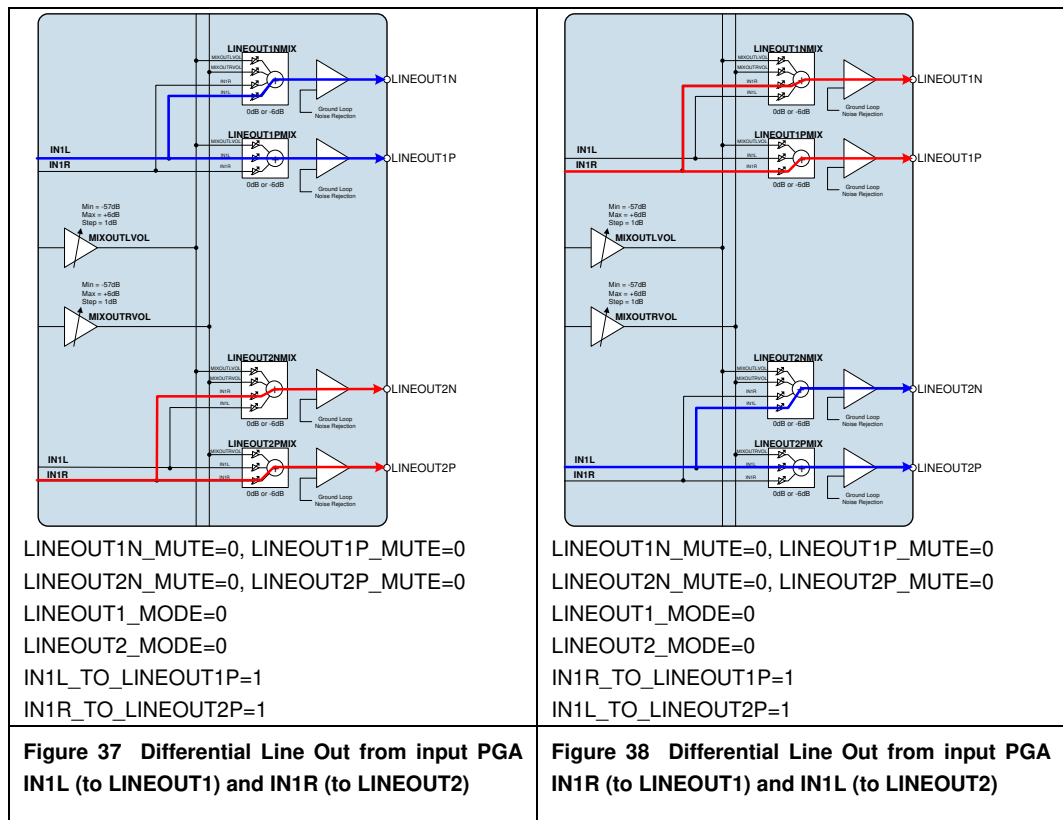 LINEOUT1NMIX
MIXOUTLVOL
MIXOUTRVOL
IN1R
IN1L
0dB or -6dB
Ground Loop
Noise Rejection
LINEOUT1N
LINEOUT1PMIX
MIXOUTLVOL
IN1L
IN1R
0dB or -6dB
Ground Loop
Noise Rejection
LINEOUT1P
IN1L
IN1R
Min = -57dB
Max = +6dB
Step = 1dB
MIXOUTLVOL
Min = -57dB
Max = +6dB
Step = 1dB
MIXOUTRVOL
LINEOUT2NMIX
MIXOUTLVOL
MIXOUTRVOL
IN1R
IN1L
0dB or -6dB
Ground Loop
Noise Rejection
LINEOUT2N
LINEOUT2PMIX
MIXOUTRVOL
IN1L
IN1R
0dB or -6dB
Ground Loop
Noise Rejection
LINEOUT2P
IN1L
IN1R
LINEOUT1N_MUTE=0, LINEOUT1P_MUTE=0
LINEOUT2N_MUTE=0, LINEOUT2P_MUTE=0
LINEOUT1_MODE=0
LINEOUT2_MODE=0
IN1L_TO_LINEOUT1P=1
IN1R_TO_LINEOUT2P=1
Figure 37 Differential Line Out from input PGA
IN1L (to LINEOUT1) and IN1R (to LINEOUT2)
LINEOUT1NMIX
MIXOUTLVOL
MIXOUTRVOL
IN1R
IN1L
0dB or -6dB
Ground Loop
Noise Rejection
LINEOUT1N
LINEOUT1PMIX
MIXOUTLVOL
IN1L
IN1R
0dB or -6dB
Ground Loop
Noise Rejection
LINEOUT1P
IN1L
IN1R
Min = -57dB
Max = +6dB
Step = 1dB
MIXOUTLVOL
Min = -57dB
Max = +6dB
Step = 1dB
MIXOUTRVOL
LINEOUT2NMIX
MIXOUTLVOL
MIXOUTRVOL
IN1R
IN1L
0dB or -6dB
Ground Loop
Noise Rejection
LINEOUT2N
LINEOUT2PMIX
MIXOUTRVOL
IN1L
IN1R
0dB or -6dB
Ground Loop
Noise Rejection
LINEOUT2P
IN1L
IN1R
LINEOUT1N_MUTE=0, LINEOUT1P_MUTE=0
LINEOUT2N_MUTE=0, LINEOUT2P_MUTE=0
LINEOUT1_MODE=0
LINEOUT2_MODE=0
IN1R_TO_LINEOUT1P=1
IN1L_TO_LINEOUT2P=1
Figure 38 Differential Line Out from input PGA
IN1R (to LINEOUT1) and IN1L (to LINEOUT2)